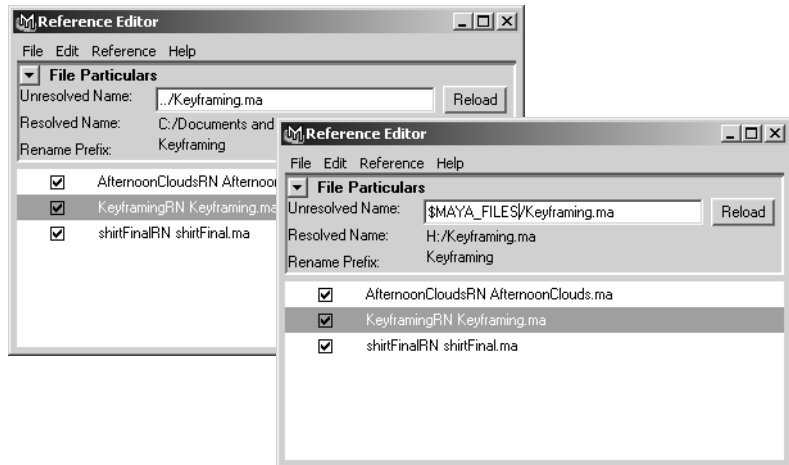 Reference Editor
File Edit Reference Help
File Particulars
Unresolved Name: ../Keyframing.ma Reload
Resolved Name: C:/Documents and
Rename Prefix: Keyframing
AfternoonCloudsRN Afternoon
KeyframingRN Keyframing.ma
shirtFinalRN shirtFinal.ma
Reference Editor
File Edit Reference Help
File Particulars
Unresolved Name: $MAYA_FILES/Keyframing.ma Reload
Resolved Name: H:/Keyframing.ma
Rename Prefix: Keyframing
AfternoonCloudsRN AfternoonClouds.ma
KeyframingRN Keyframing.ma
shirtFinalRN shirtFinal.ma